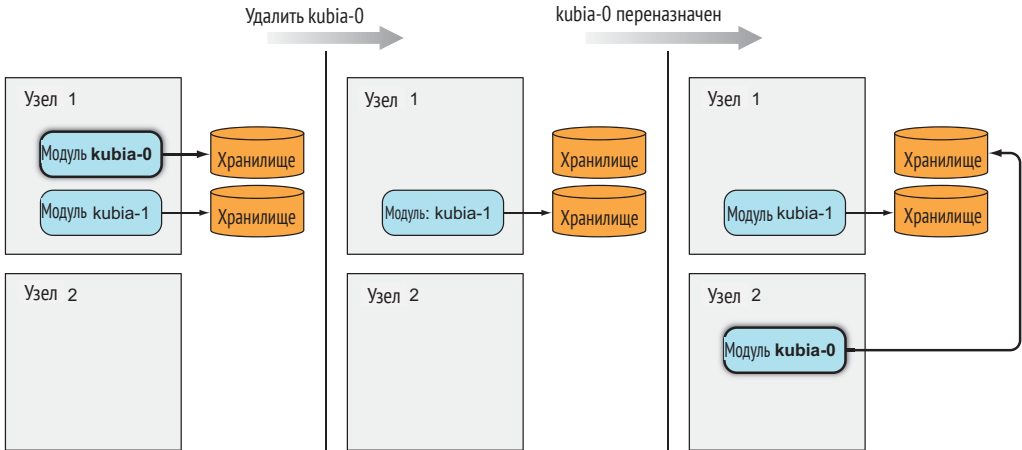 Удалить kubia-0
kubia-0 переназначен
Узел 1
Модуль kubia-0
Хранилище
Модуль kubia-1
Хранилище
Узел 2
Узел 1
Хранилище
Модуль: kubia-1
Хранилище
Узел 2
Узел 1
Хранилище
Модуль kubia-1
Хранилище
Узел 2
Модуль kubia-0